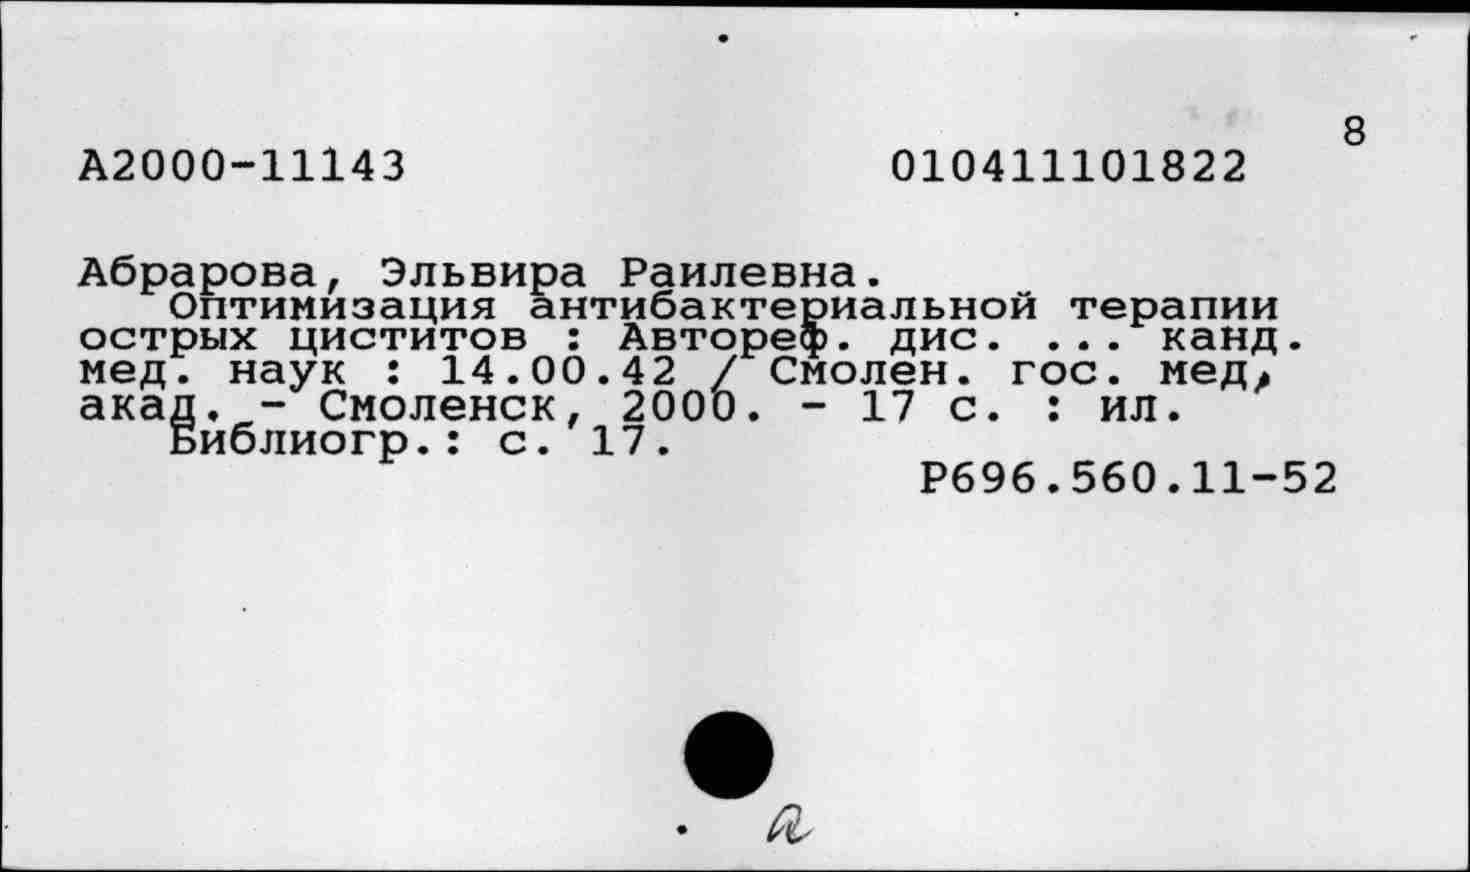 8
А2000-11143 010411101822
Абрарова, Эльвира Раилевна.
Оптимизация антибактериальной терапии
острых циститов : Автореф. дис. ... канд.
мед. наук : 14.00.42 / Смолен. гос. мед,
акад. - Смоленск, 2000. - 17 с. : ил.
Библиогр.: с. 17.
Р696.560.11-52
а